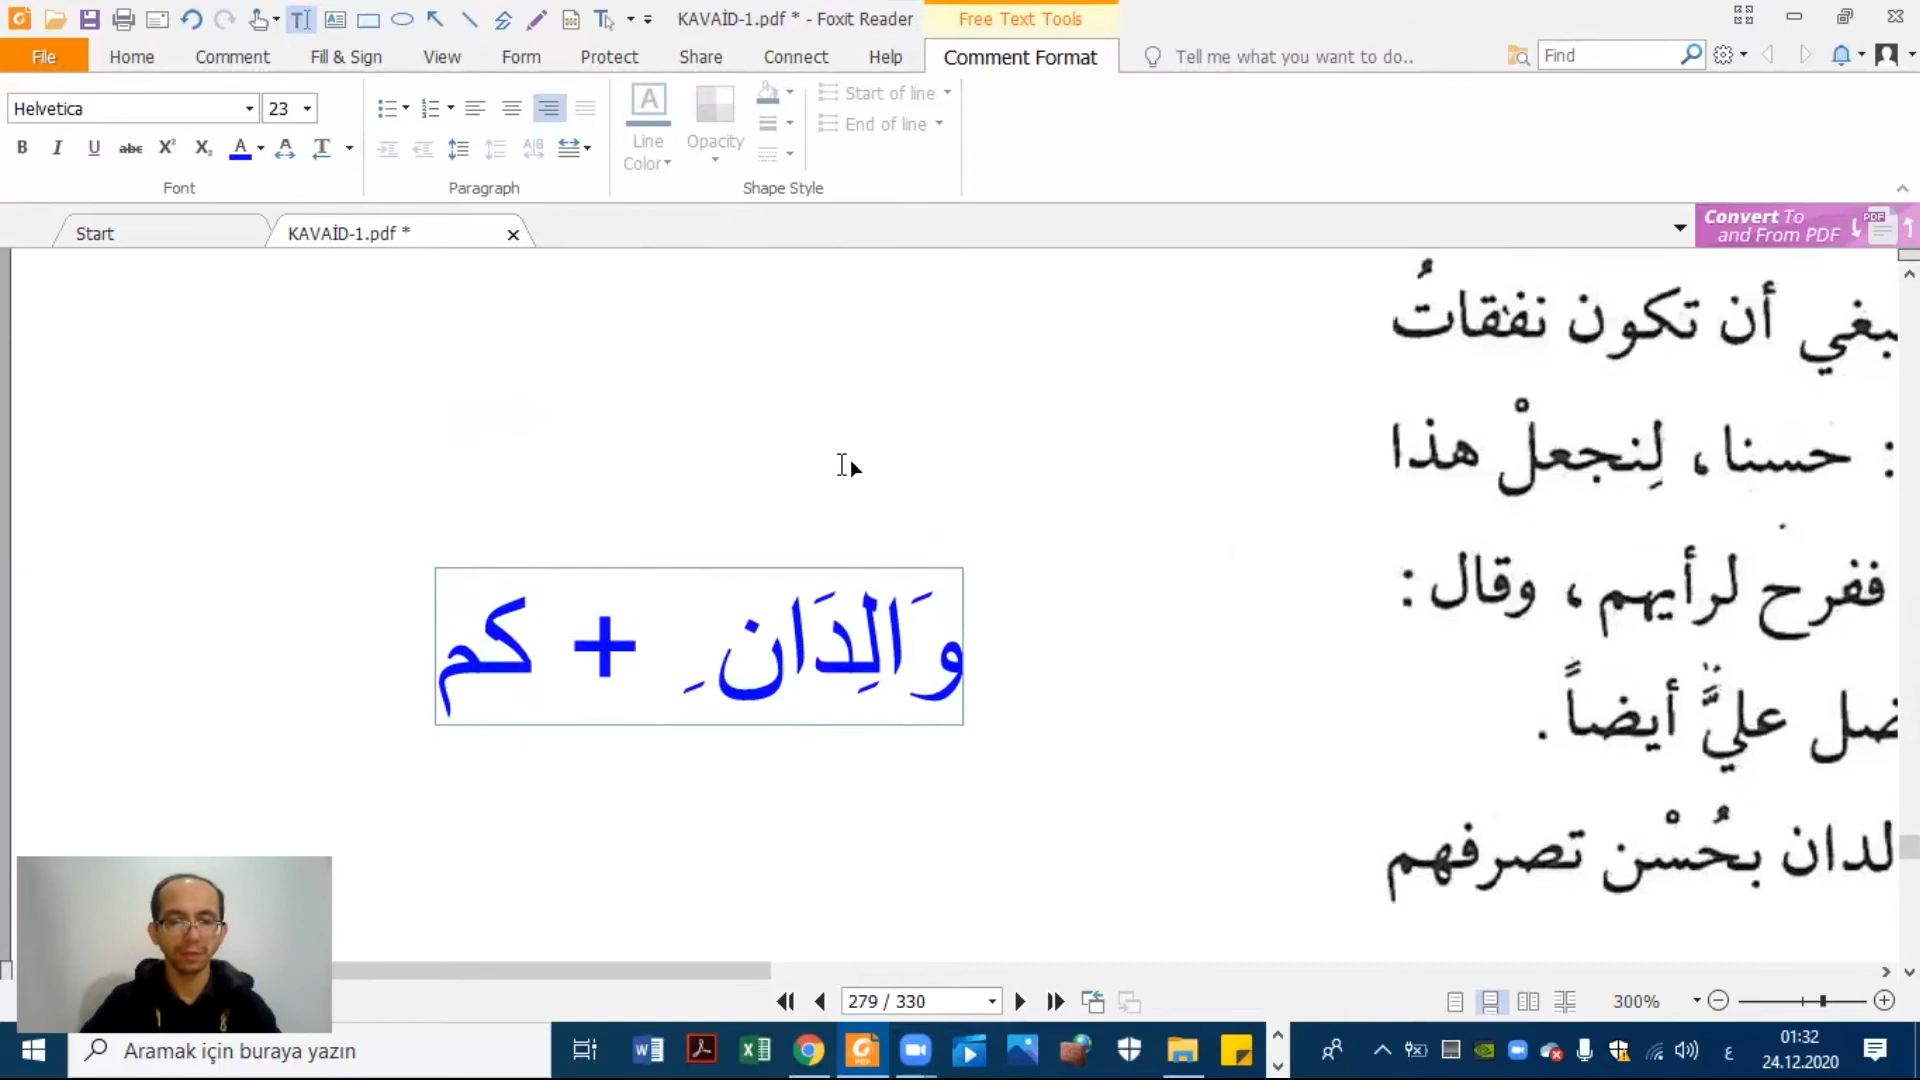 KAVAİD-1.pdf * - Foxit Reader
Free Text Tools
File
Home
Comment
Fill & Sign
View
Form
Protect
Share
Connect
Help
Comment Format
Tell me what you want to do..
Find
Helvetica
23
Line Color
Opacity
Start of line
End of line
Font
Paragraph
Shape Style
Start
KAVAİD-1.pdf *
Convert To
and From PDF
أن تكون نفقاتُ
: حسنا، لِنجعلْ هذا
ففرح لرأيهم، وقال:
عليَّ أيضاً.
بحُسْن تصرفهم
وَالِدَانِ + كم
279 / 330
300%
Aramak için buraya yazın
ع
01:32
24.12.2020